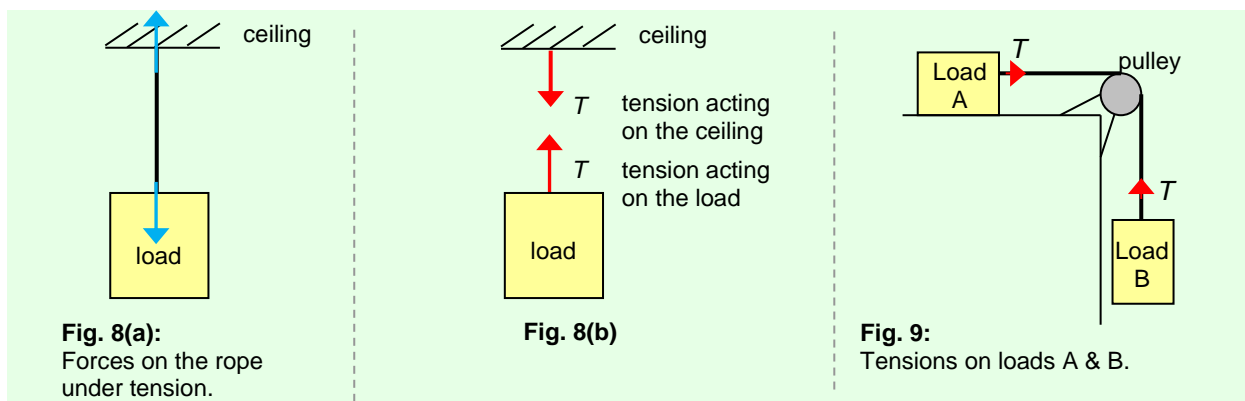 ceiling
load
Fig. 8(a):
Forces on the rope
under tension.
ceiling
T tension acting
on the ceiling
T tension acting
on the load
load
Fig. 8(b)
T
pulley
Load
A
T
Load
B
Fig. 9:
Tensions on loads A & B.